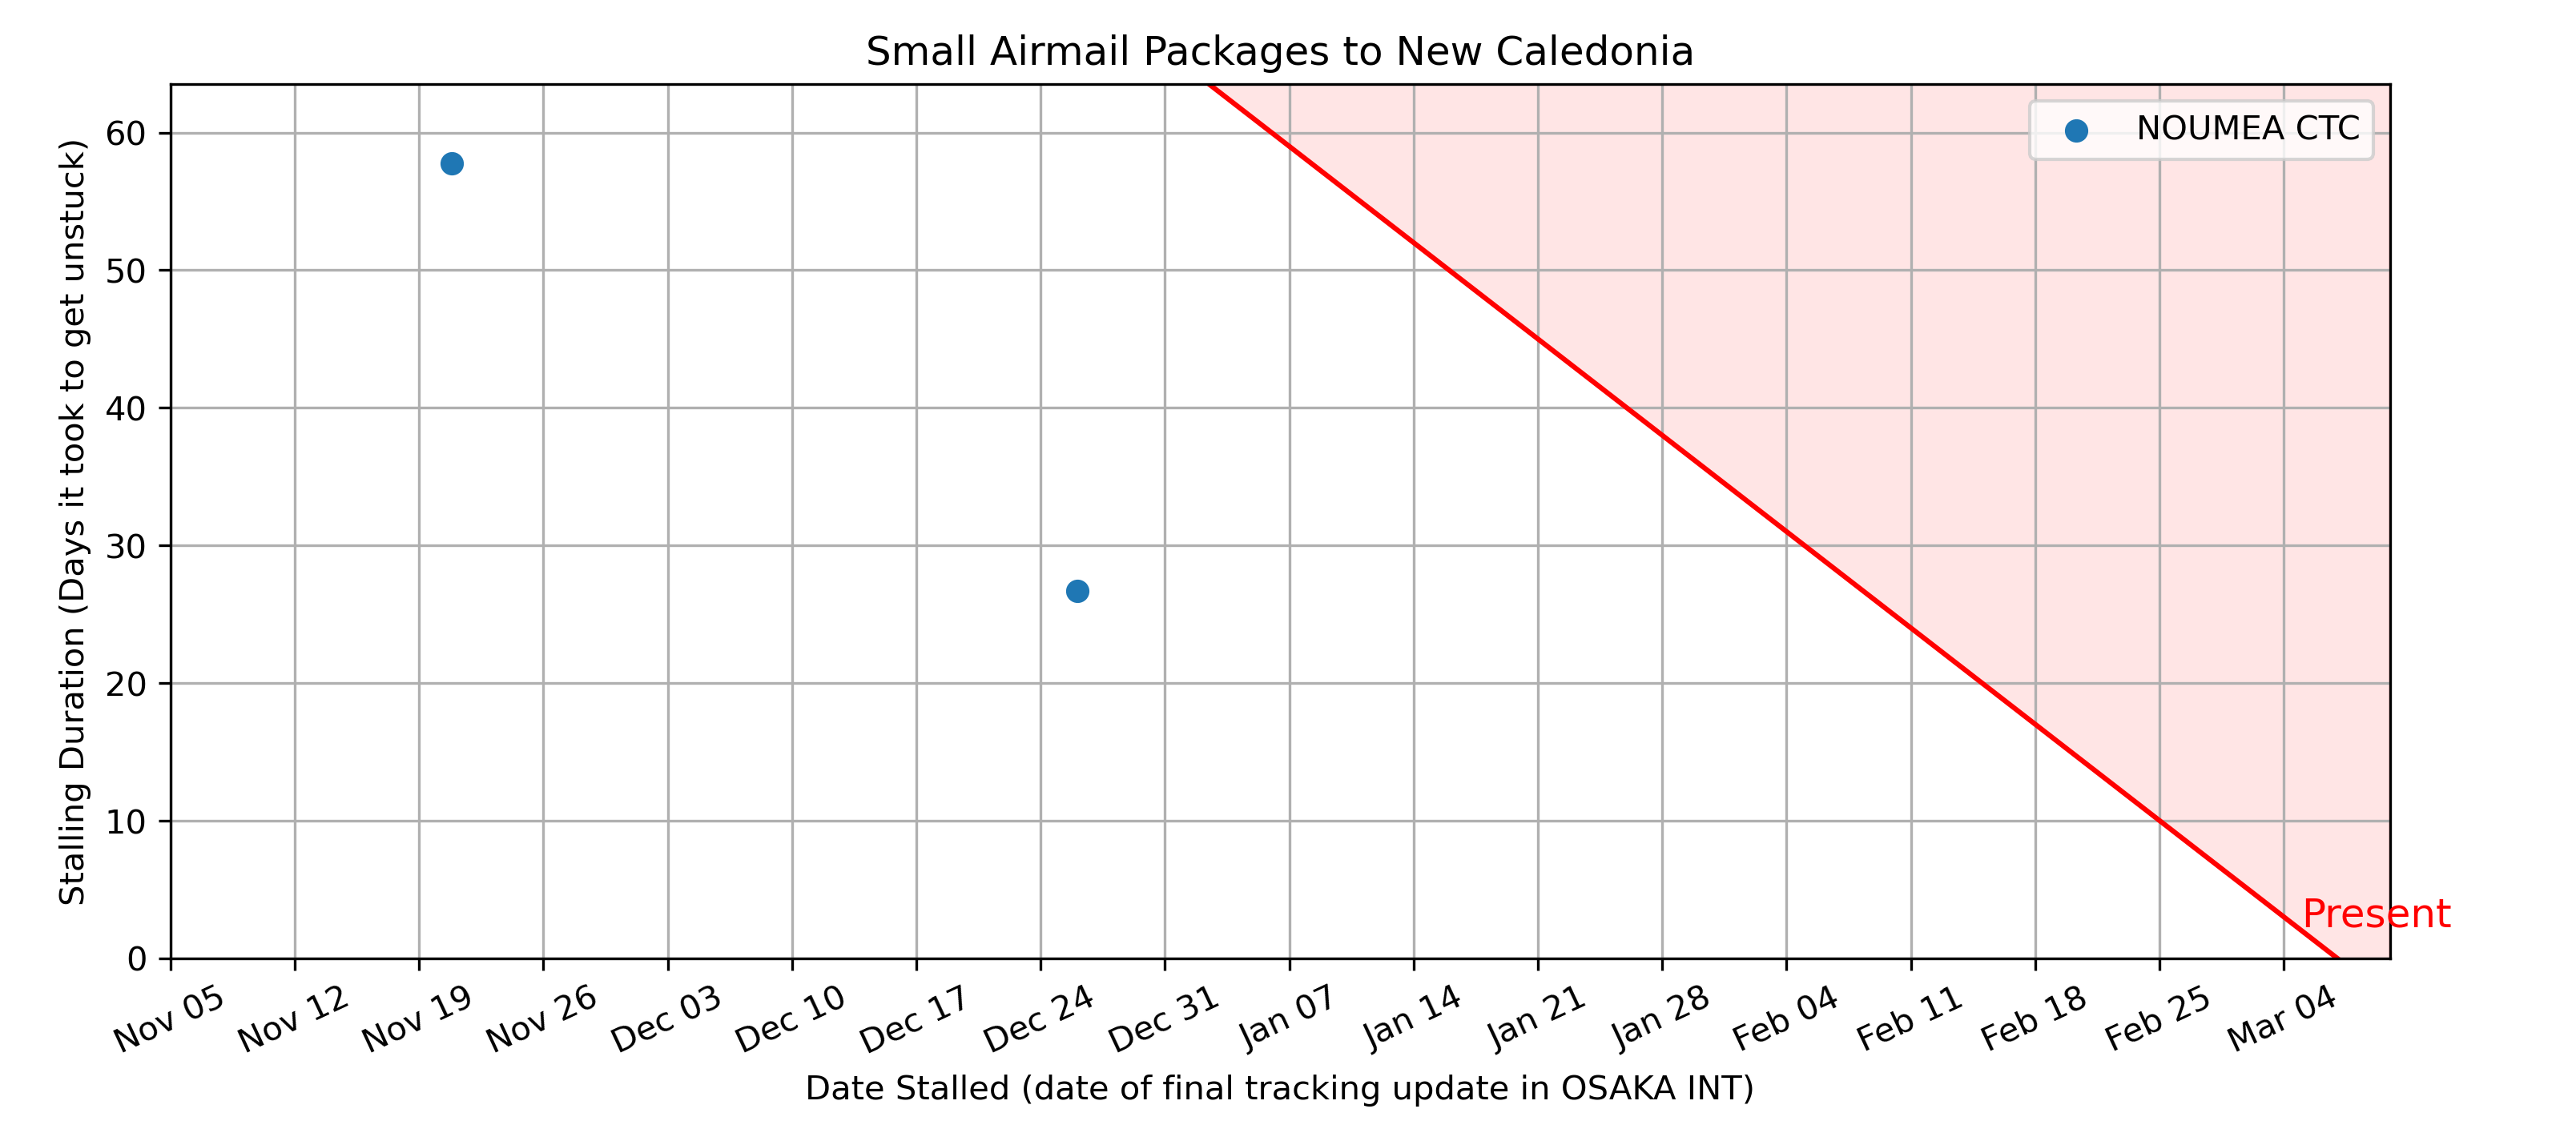 Small Airmail Packages to New Caledonia
NOUMEA CTC
Stalling Duration (Days it took to get unstuck)
60
50
40
30
20
10
0
Present
Nov 05
Nov 12
Nov 19
Nov 26
Dec 03
Dec 10
Dec 17
Dec 24
Dec 31
Jan 07
Jan 14
Jan 21
Jan 28
Feb 04
Feb 11
Feb 18
Feb 25
Mar 04
Date Stalled (date of final tracking update in OSAKA INT)